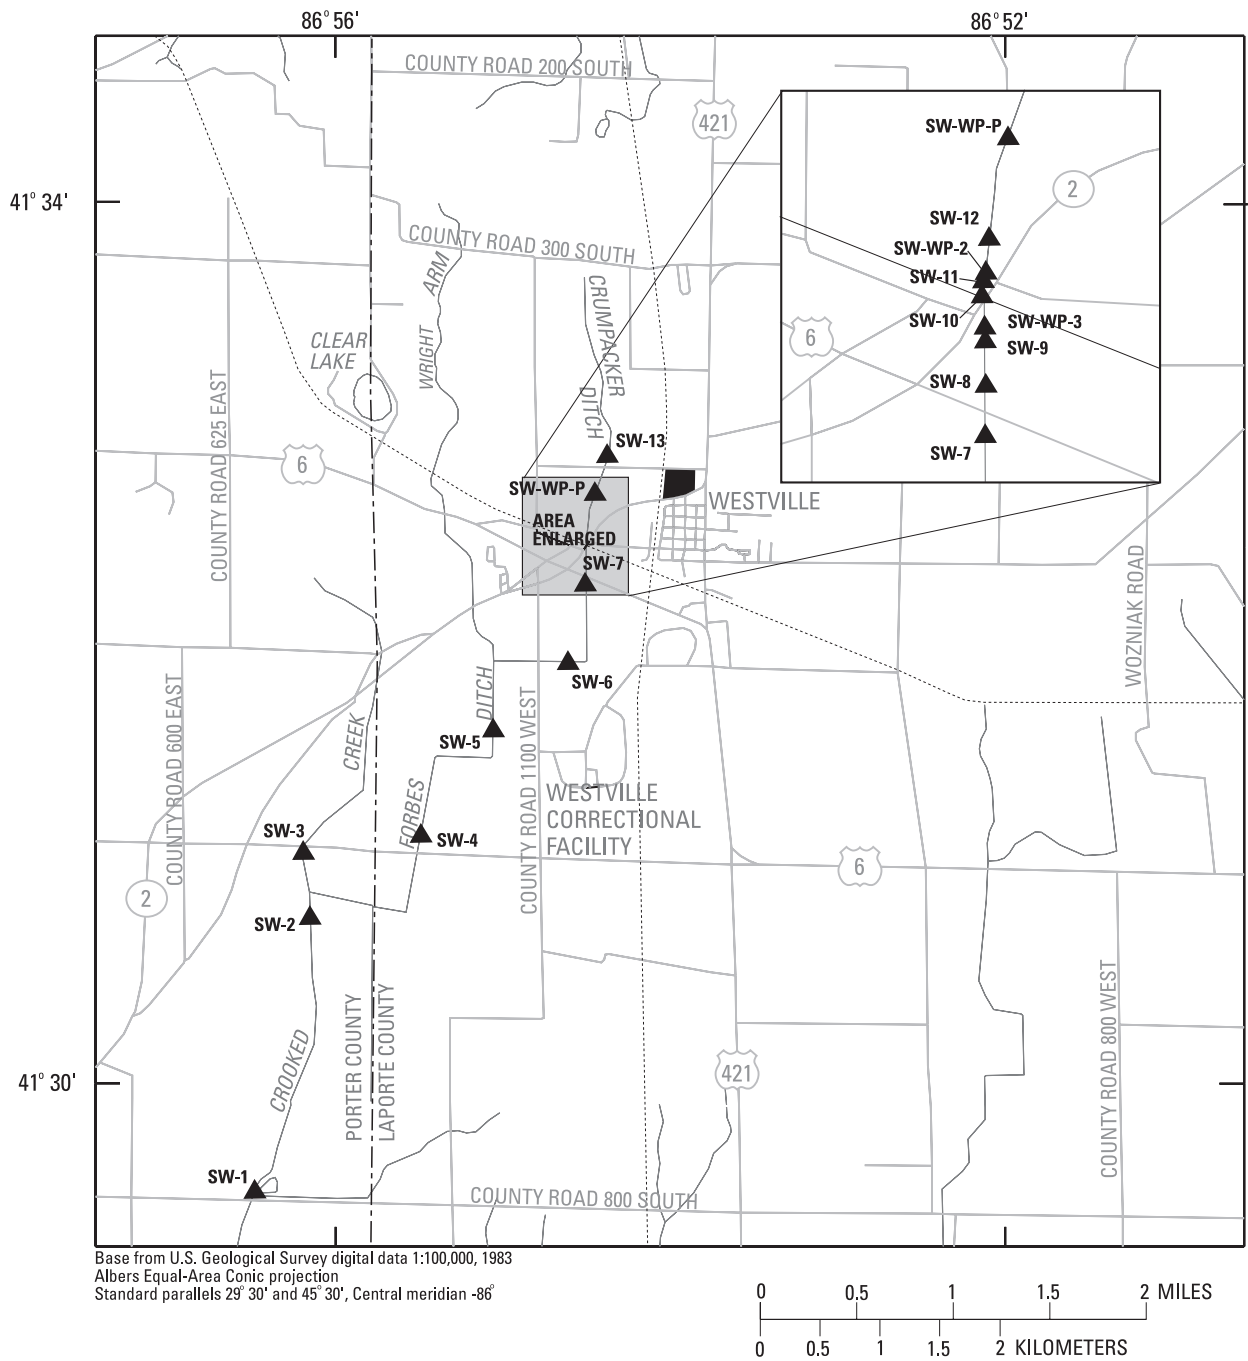 86° 56'
86° 52'
COUNTY ROAD 200 SOUTH
421
SW-WP-P
2
41° 34'
SW-12
COUNTY ROAD 300 SOUTH
SW-WP-2
SW-11
ARM
CRUMPACKER
SW-10
SW-WP-3
CLEAR
LAKE
6
SW-9
WRIGHT
SW-8
DITCH
COUNTY ROAD 625 EAST
SW-13
SW-7
6
SW-WP-P
WESTVILLE
AREA
ENLARGED
SW-7
WOZNIAK ROAD
SW-6
COUNTY ROAD 600 EAST
DITCH
COUNTY ROAD 1100 WEST
CREEK
SW-5
FORBES
WESTVILLE
CORRECTIONAL
FACILITY
SW-3
SW-4
6
2
SW-2
CROOKED
PORTER COUNTY
LAPORTE COUNTY
COUNTY ROAD 800 WEST
41° 30'
421
SW-1
COUNTY ROAD 800 SOUTH
Base from U.S. Geological Survey digital data 1:100,000, 1983
Albers Equal-Area Conic projection
Standard parallels 29° 30' and 45° 30', Central meridian -86°
0 0.5 1 1.5 2 MILES
0 0.5 1 1.5 2 KILOMETERS